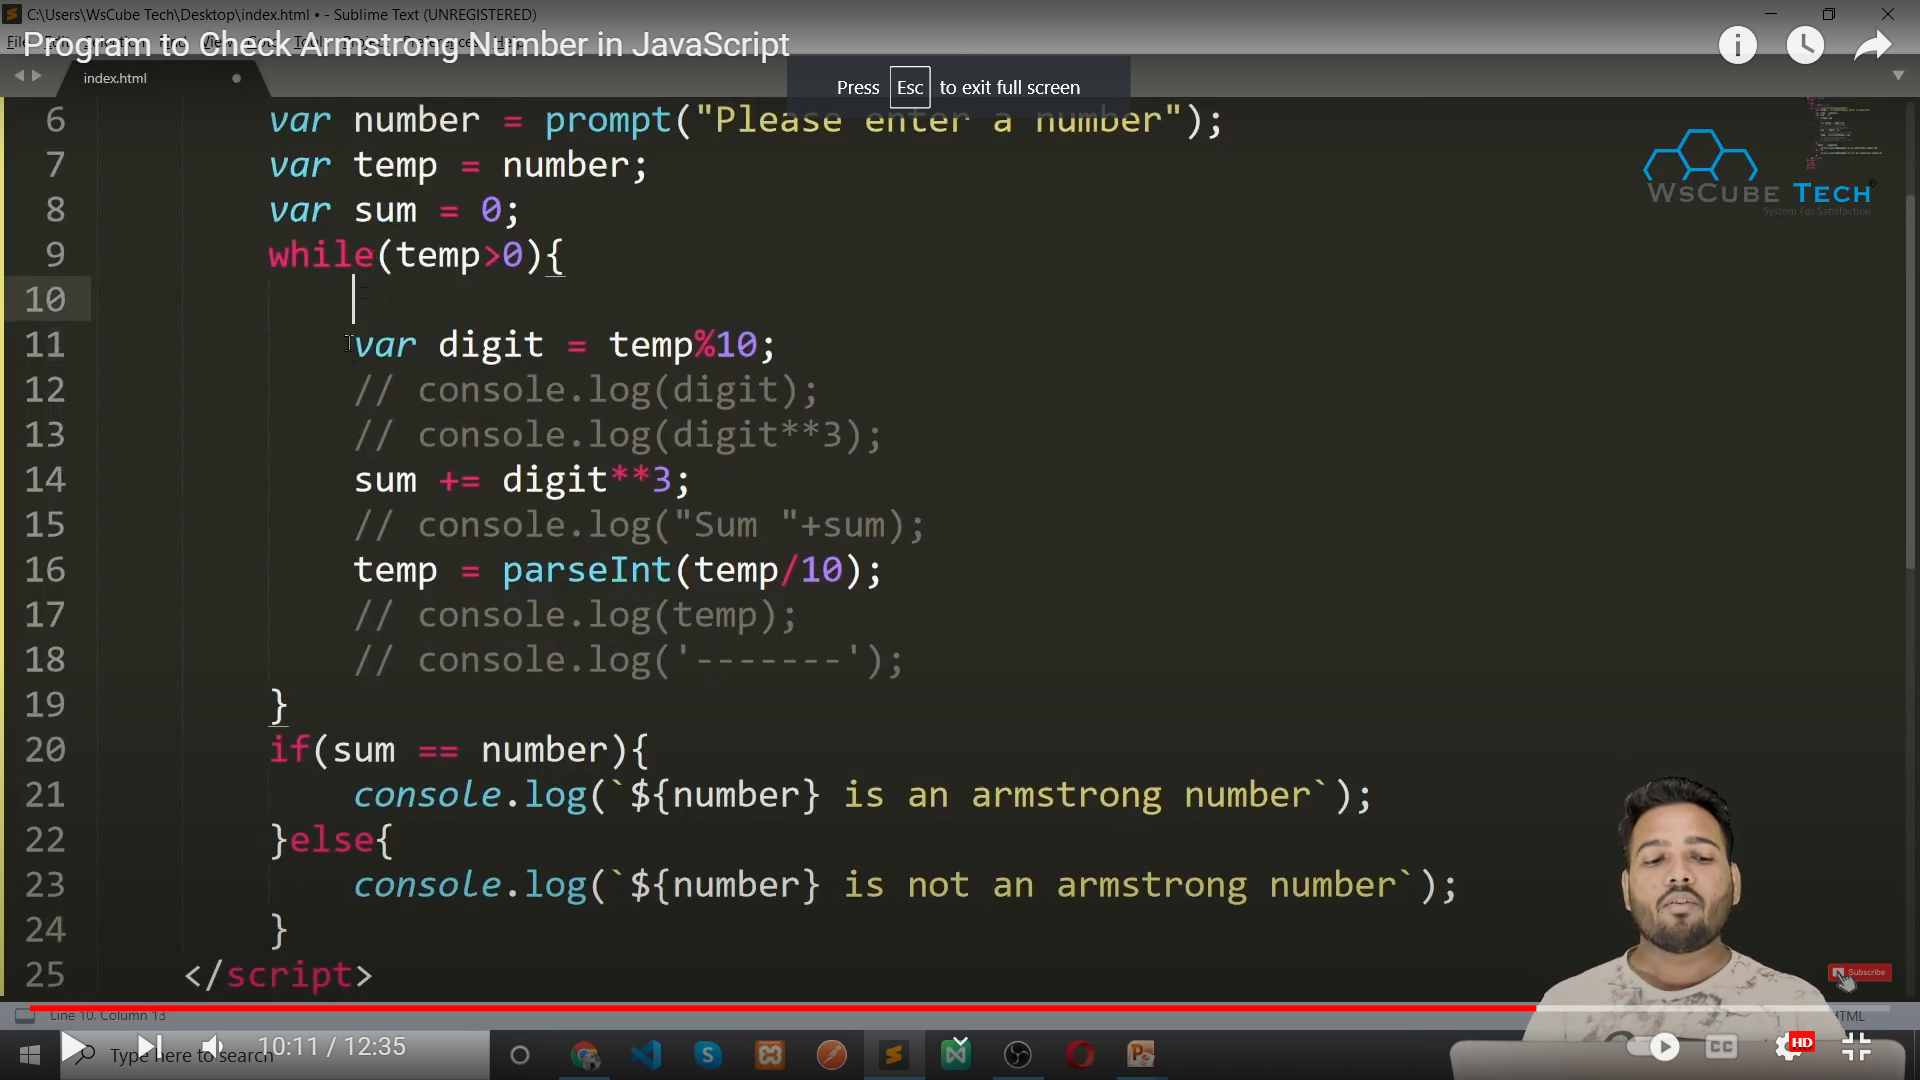 C:\Users\WsCube Tech\Desktop\index.html • - Sublime Text (UNREGISTERED)
Program to Check Armstrong Number in JavaScript
index.html
Press Esc to exit full screen
6 var number = prompt("Please enter a number");
7 var temp = number;
8 var sum = 0;
9 while(temp>0){
10
11 var digit = temp%10;
12 // console.log(digit);
13 // console.log(digit**3);
14 sum += digit**3;
15 // console.log("Sum "+sum);
16 temp = parseInt(temp/10);
17 // console.log(temp);
18 // console.log('-------');
19 }
20 if(sum == number){
21 console.log(`${number} is an armstrong number`);
22 }else{
23 console.log(`${number} is not an armstrong number`);
24 }
25 </script>
WsCube Tech
System For Satisfaction
Subscribe
Line 10, Column 13
HTML
10:11 / 12:35
Type here to search
CC
HD